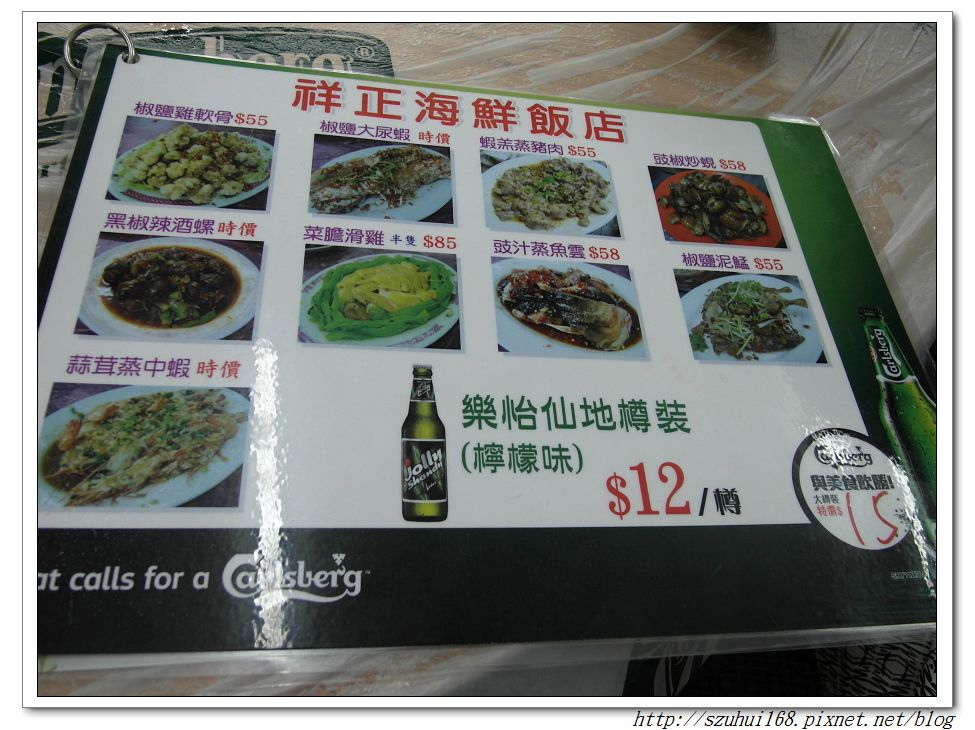 祥正海鮮飯店
椒鹽雞軟骨$55
椒鹽大尿蝦 時價
蝦羔蒸豬肉 $55
豉椒炒蜆 $58
黑椒辣酒螺時價
菜膽滑雞 半隻 $85
豉汁蒸魚雲$58
椒鹽泥鯭 $55
蒜茸蒸中蝦 時價
Jolly
Shandy
樂怡仙地樽裝
(檸檬味)
$12/樽
Carlsberg
Carlsberg
與美食飲勝!
大樽裝
特價$
15
at calls for a Carlsberg
http://szuhui168.pixnet.net/blog